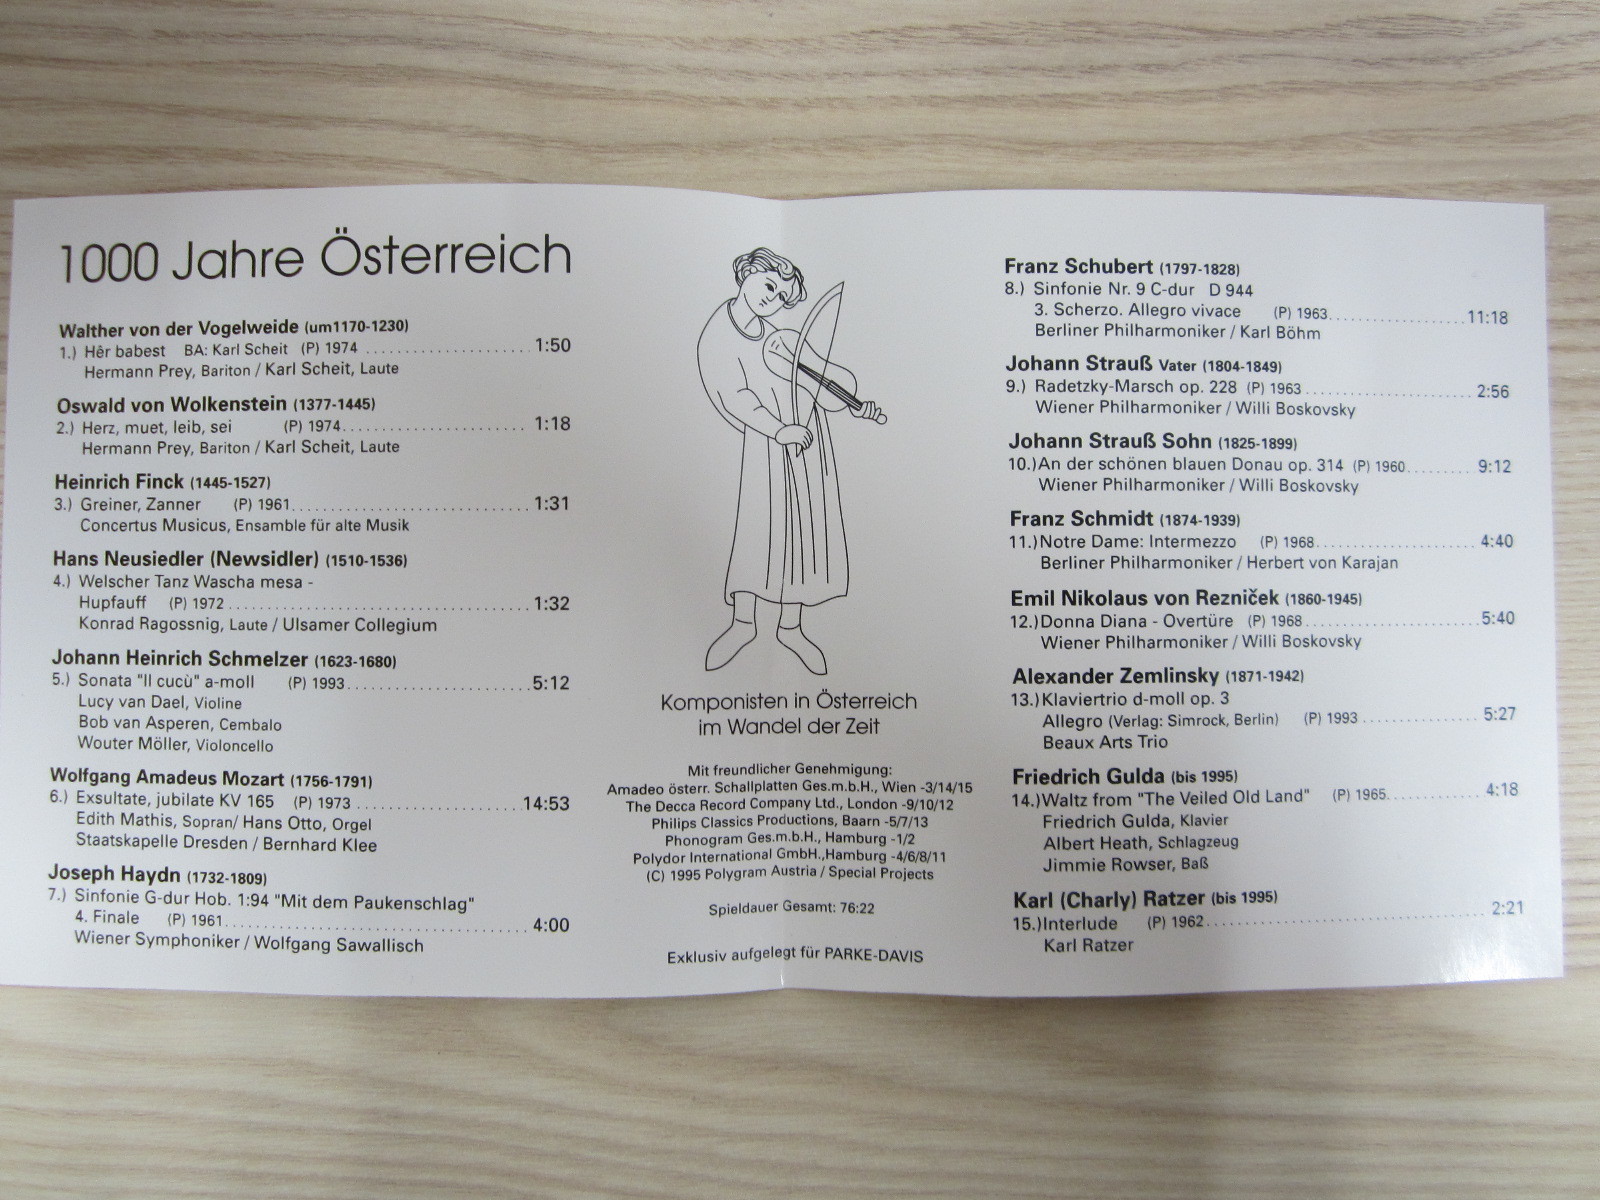 1000 Jahre Österreich
Walther von der Vogelweide (um1170-1230)
1.) Hêr babest BA: Karl Scheit (P) 1974 ........................ 1:50
Hermann Prey, Bariton / Karl Scheit, Laute
Oswald von Wolkenstein (1377-1445)
2.) Herz, muet, leib, sei (P) 1974........................... 1:18
Hermann Prey, Bariton / Karl Scheit, Laute
Heinrich Finck (1445-1527)
3.) Greiner, Zanner (P) 1961................................... 1:31
Concertus Musicus, Ensamble für alte Musik
Hans Neusiedler (Newsidler) (1510-1536)
4.) Welscher Tanz Wascha mesa -
Hupfauff (P) 1972 ............................................ 1:32
Konrad Ragossnig, Laute / Ulsamer Collegium
Johann Heinrich Schmelzer (1623-1680)
5.) Sonata "Il cucù" a-moll (P) 1993........................... 5:12
Lucy van Dael, Violine
Bob van Asperen, Cembalo
Wouter Möller, Violoncello
Wolfgang Amadeus Mozart (1756-1791)
6.) Exsultate, jubilate KV 165 (P) 1973 ......................... 14:53
Edith Mathis, Sopran/ Hans Otto, Orgel
Staatskapelle Dresden / Bernhard Klee
Joseph Haydn (1732-1809)
7.) Sinfonie G-dur Hob. 1:94 "Mit dem Paukenschlag"
4. Finale (P) 1961............................................ 4:00
Wiener Symphoniker / Wolfgang Sawallisch
Komponisten in Österreich
im Wandel der Zeit
Mit freundlicher Genehmigung:
Amadeo österr. Schallplatten Ges.m.b.H., Wien -3/14/15
The Decca Record Company Ltd., London -9/10/12
Philips Classics Productions, Baarn -5/7/13
Phonogram Ges.m.b.H., Hamburg -1/2
Polydor International GmbH.,Hamburg -4/6/8/11
(C) 1995 Polygram Austria / Special Projects
Spieldauer Gesamt: 76:22
Exklusiv aufgelegt für PARKE-DAVIS
Franz Schubert (1797-1828)
8.) Sinfonie Nr. 9 C-dur D 944
3. Scherzo. Allegro vivace (P) 1963.................... 11:18
Berliner Philharmoniker / Karl Böhm
Johann Strauß Vater (1804-1849)
9.) Radetzky-Marsch op. 228 (P) 1963......................... 2:56
Wiener Philharmoniker / Willi Boskovsky
Johann Strauß Sohn (1825-1899)
10.)An der schönen blauen Donau op. 314 (P) 1960.......... 9:12
Wiener Philharmoniker / Willi Boskovsky
Franz Schmidt (1874-1939)
11.)Notre Dame: Intermezzo (P) 1968........................ 4:40
Berliner Philharmoniker / Herbert von Karajan
Emil Nikolaus von Rezniček (1860-1945)
12.)Donna Diana - Overtüre (P) 1968.......................... 5:40
Wiener Philharmoniker / Willi Boskovsky
Alexander Zemlinsky (1871-1942)
13.)Klaviertrio d-moll op. 3
Allegro (Verlag: Simrock, Berlin) (P) 1993 ................. 5:27
Beaux Arts Trio
Friedrich Gulda (bis 1995)
14.)Waltz from "The Veiled Old Land" (P) 1965.............. 4:18
Friedrich Gulda, Klavier
Albert Heath, Schlagzeug
Jimmie Rowser, Baß
Karl (Charly) Ratzer (bis 1995)
15.)Interlude (P) 1962........................................ 2:21
Karl Ratzer